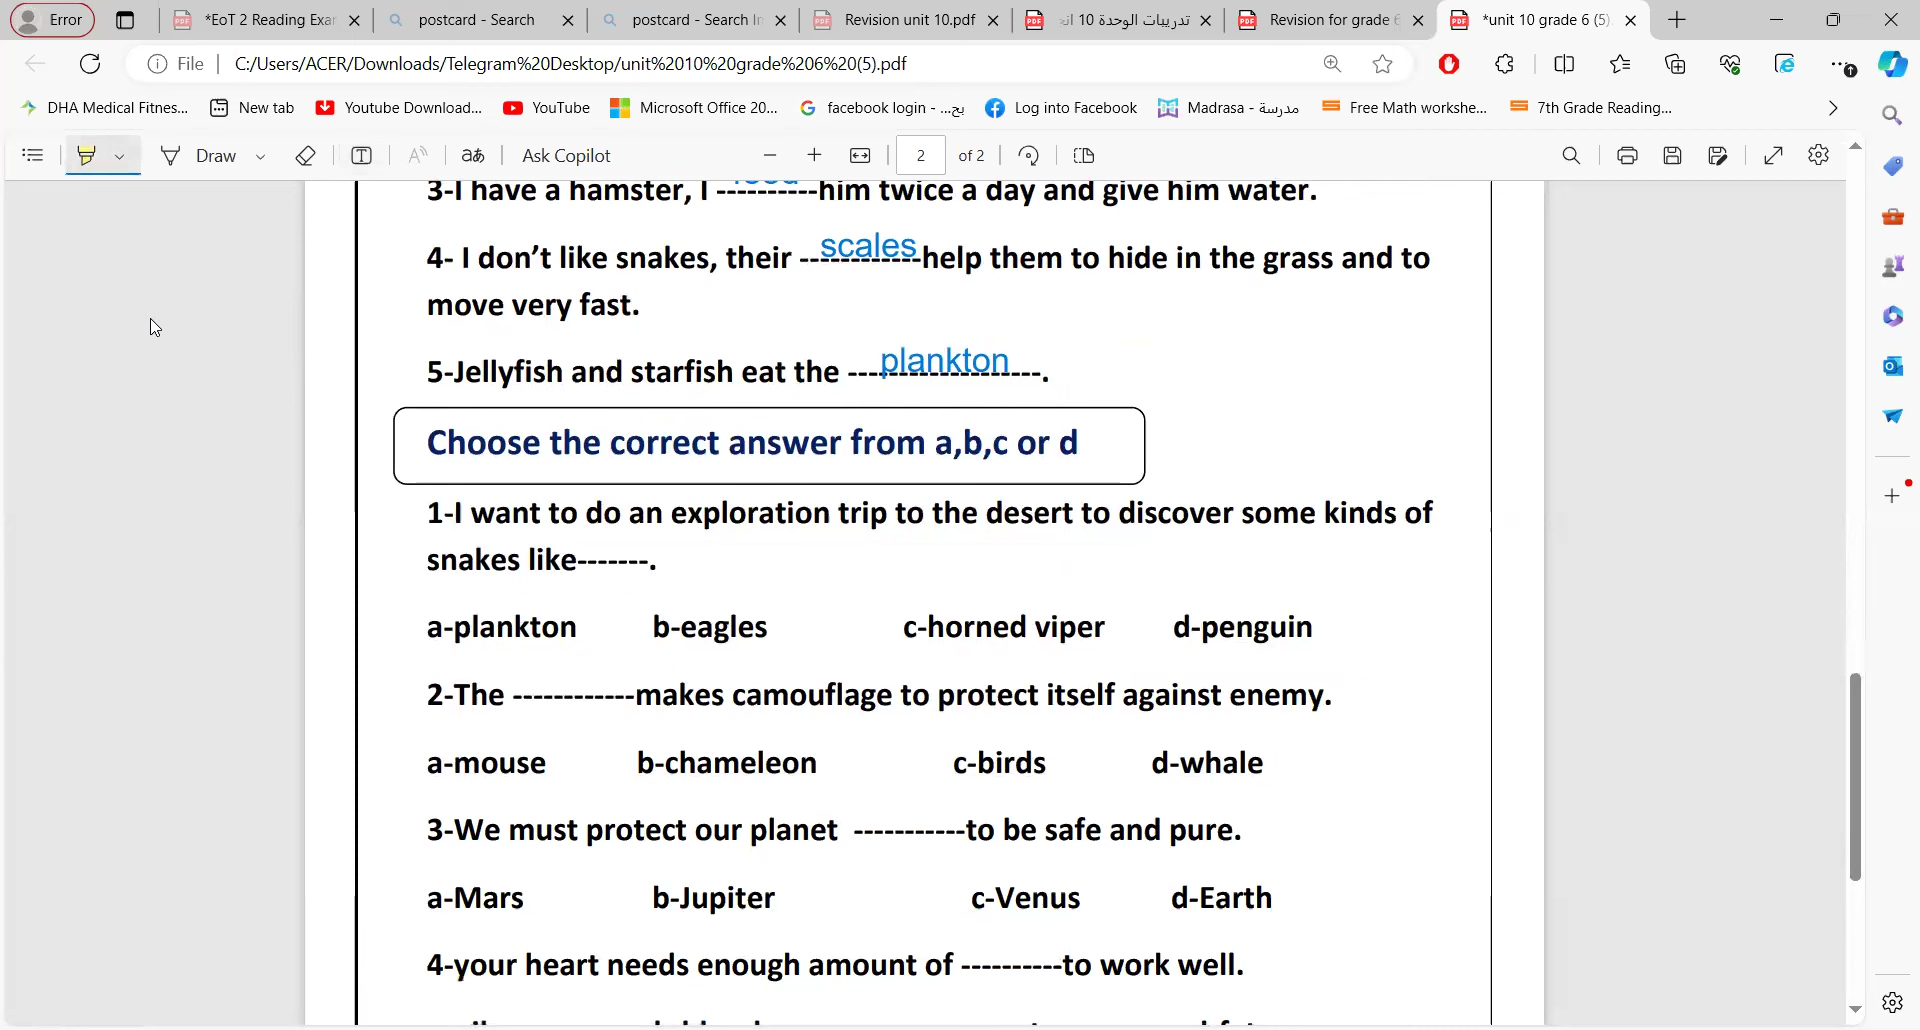 Error
*EoT 2 Reading Exar
postcard - Search
postcard - Search In
Revision unit 10.pdf
تدريبات الوحدة 10 انج
Revision for grade 6
*unit 10 grade 6 (5)
File
C:/Users/ACER/Downloads/Telegram%20Desktop/unit%2010%20grade%206%20(5).pdf
DHA Medical Fitnes...
New tab
Youtube Download...
YouTube
Microsoft Office 20...
facebook login - ...بح
Log into Facebook
Madrasa - مدرسة
Free Math workshe...
7th Grade Reading...
Draw
Ask Copilot
2
of 2
3-I have a hamster, I ----------him twice a day and give him water.
4- I don’t like snakes, their --scales--help them to hide in the grass and to
move very fast.
5-Jellyfish and starfish eat the ---plankton---.
Choose the correct answer from a,b,c or d
1-I want to do an exploration trip to the desert to discover some kinds of
snakes like-------.
a-plankton b-eagles c-horned viper d-penguin
2-The ------------makes camouflage to protect itself against enemy.
a-mouse b-chameleon c-birds d-whale
3-We must protect our planet -----------to be safe and pure.
a-Mars b-Jupiter c-Venus d-Earth
4-your heart needs enough amount of ----------to work well.